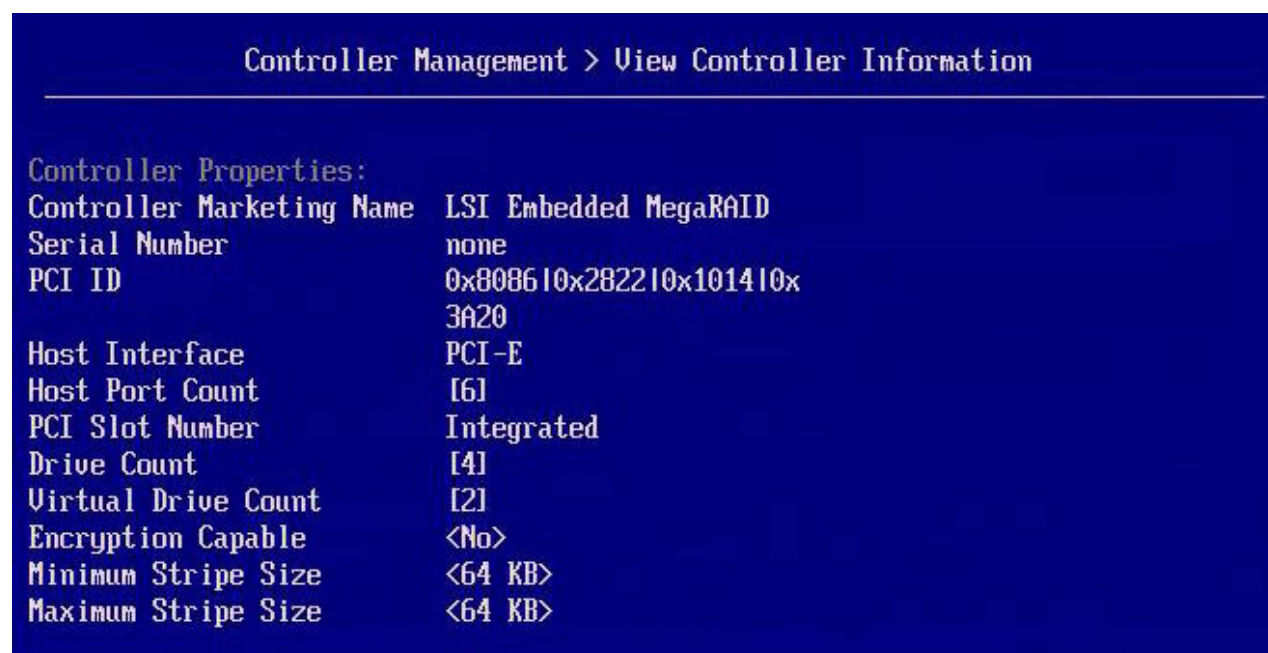 Controller Management > View Controller Information
Controller Properties:
Controller Marketing Name LSI Embedded MegaRAID
Serial Number none
PCI ID 0x8086|0x2822|0x1014|0x
3A20
Host Interface PCI-E
Host Port Count [6]
PCI Slot Number Integrated
Drive Count [4]
Virtual Drive Count [2]
Encryption Capable <No>
Minimum Stripe Size <64 KB>
Maximum Stripe Size <64 KB>